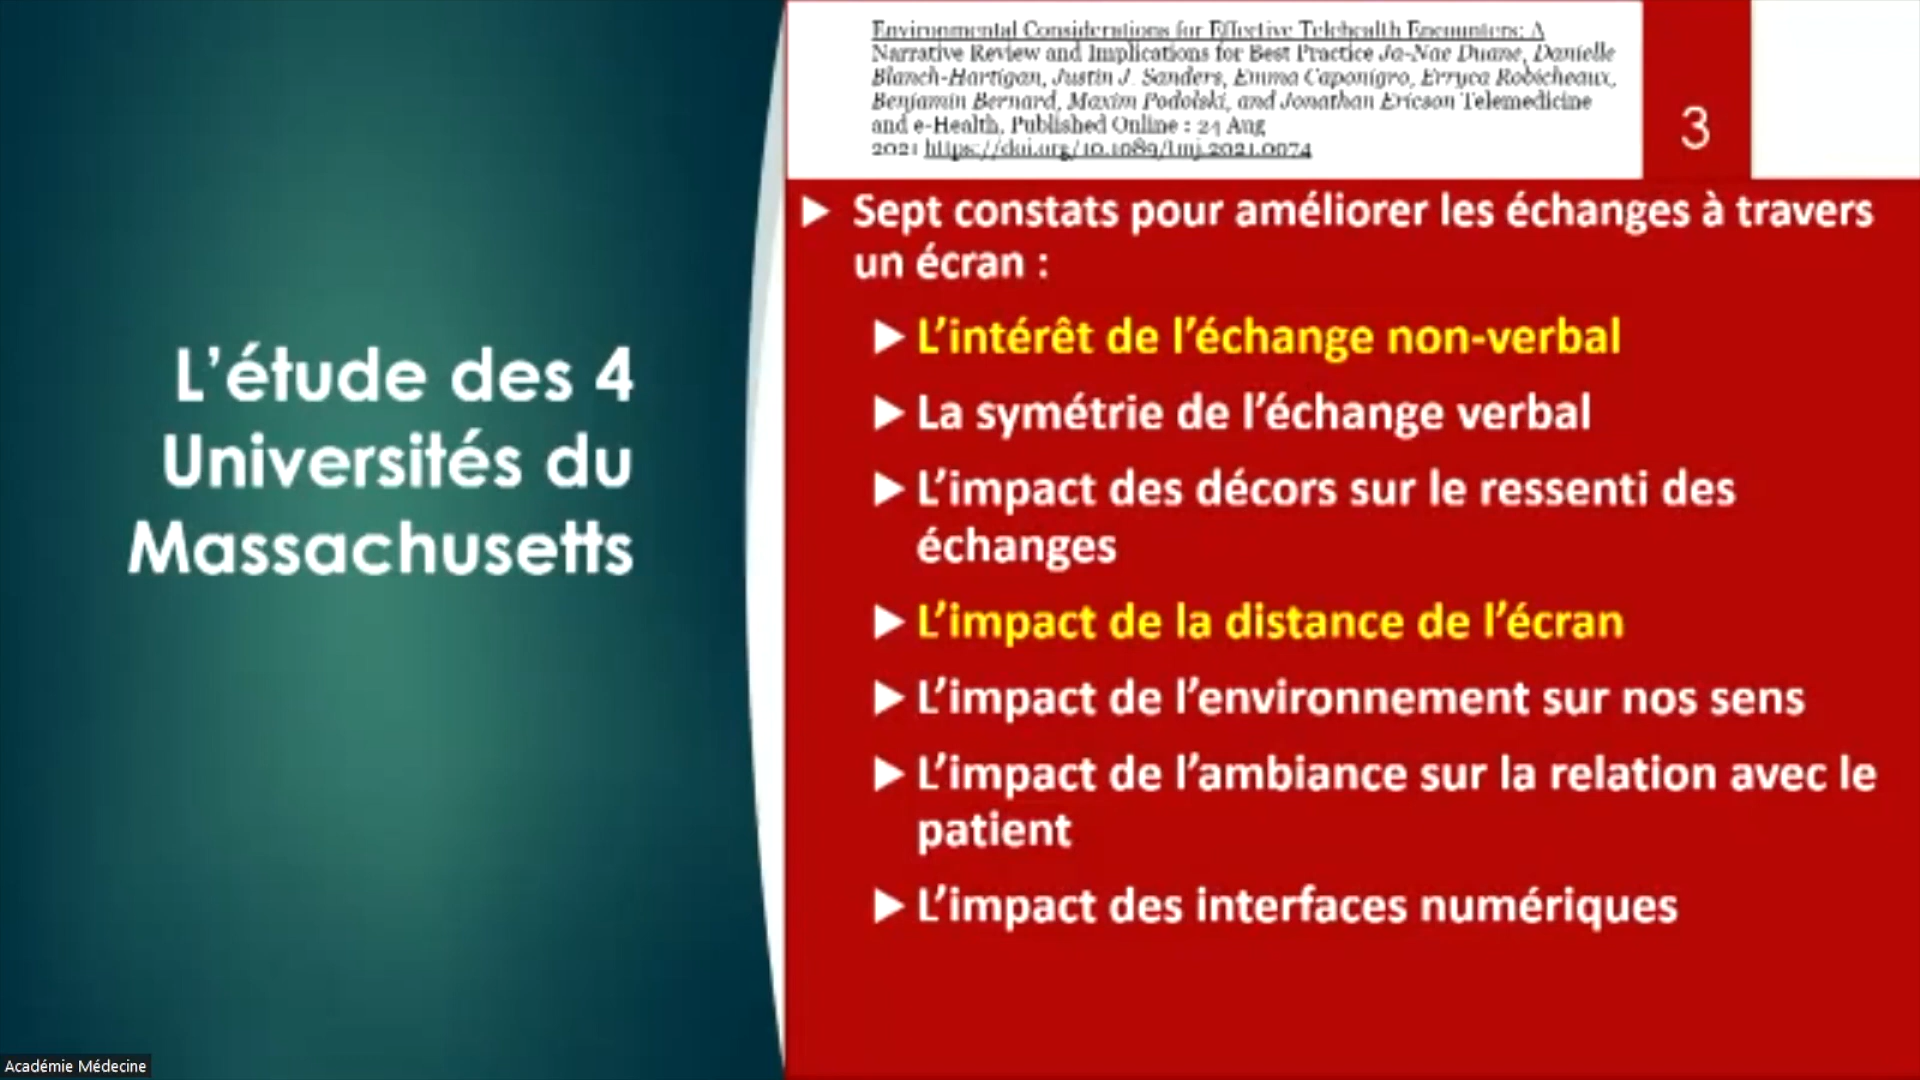 L'étude des 4
Universités du
Massachusetts
Environmental Considerations for Effective Telehealth Encounters: A
Narrative Review and Implications for Best Practice Ja-Nae Duane, Danielle
Blanch-Hartigan, Justin J. Sanders, Emma Caponigro, Erryca Robicheaux,
Benjamin Bernard, Maxim Podolski, and Jonathan Ericson Telemedicine
and e-Health, Published Online : 24 Aug
2021 https://doi.org/10.1089/tmj.2021.0074
3
Sept constats pour améliorer les échanges à travers
un écran :
L'intérêt de l'échange non-verbal
La symétrie de l'échange verbal
L'impact des décors sur le ressenti des
échanges
L'impact de la distance de l'écran
L'impact de l'environnement sur nos sens
L'impact de l'ambiance sur la relation avec le
patient
L'impact des interfaces numériques
Académie Médecine